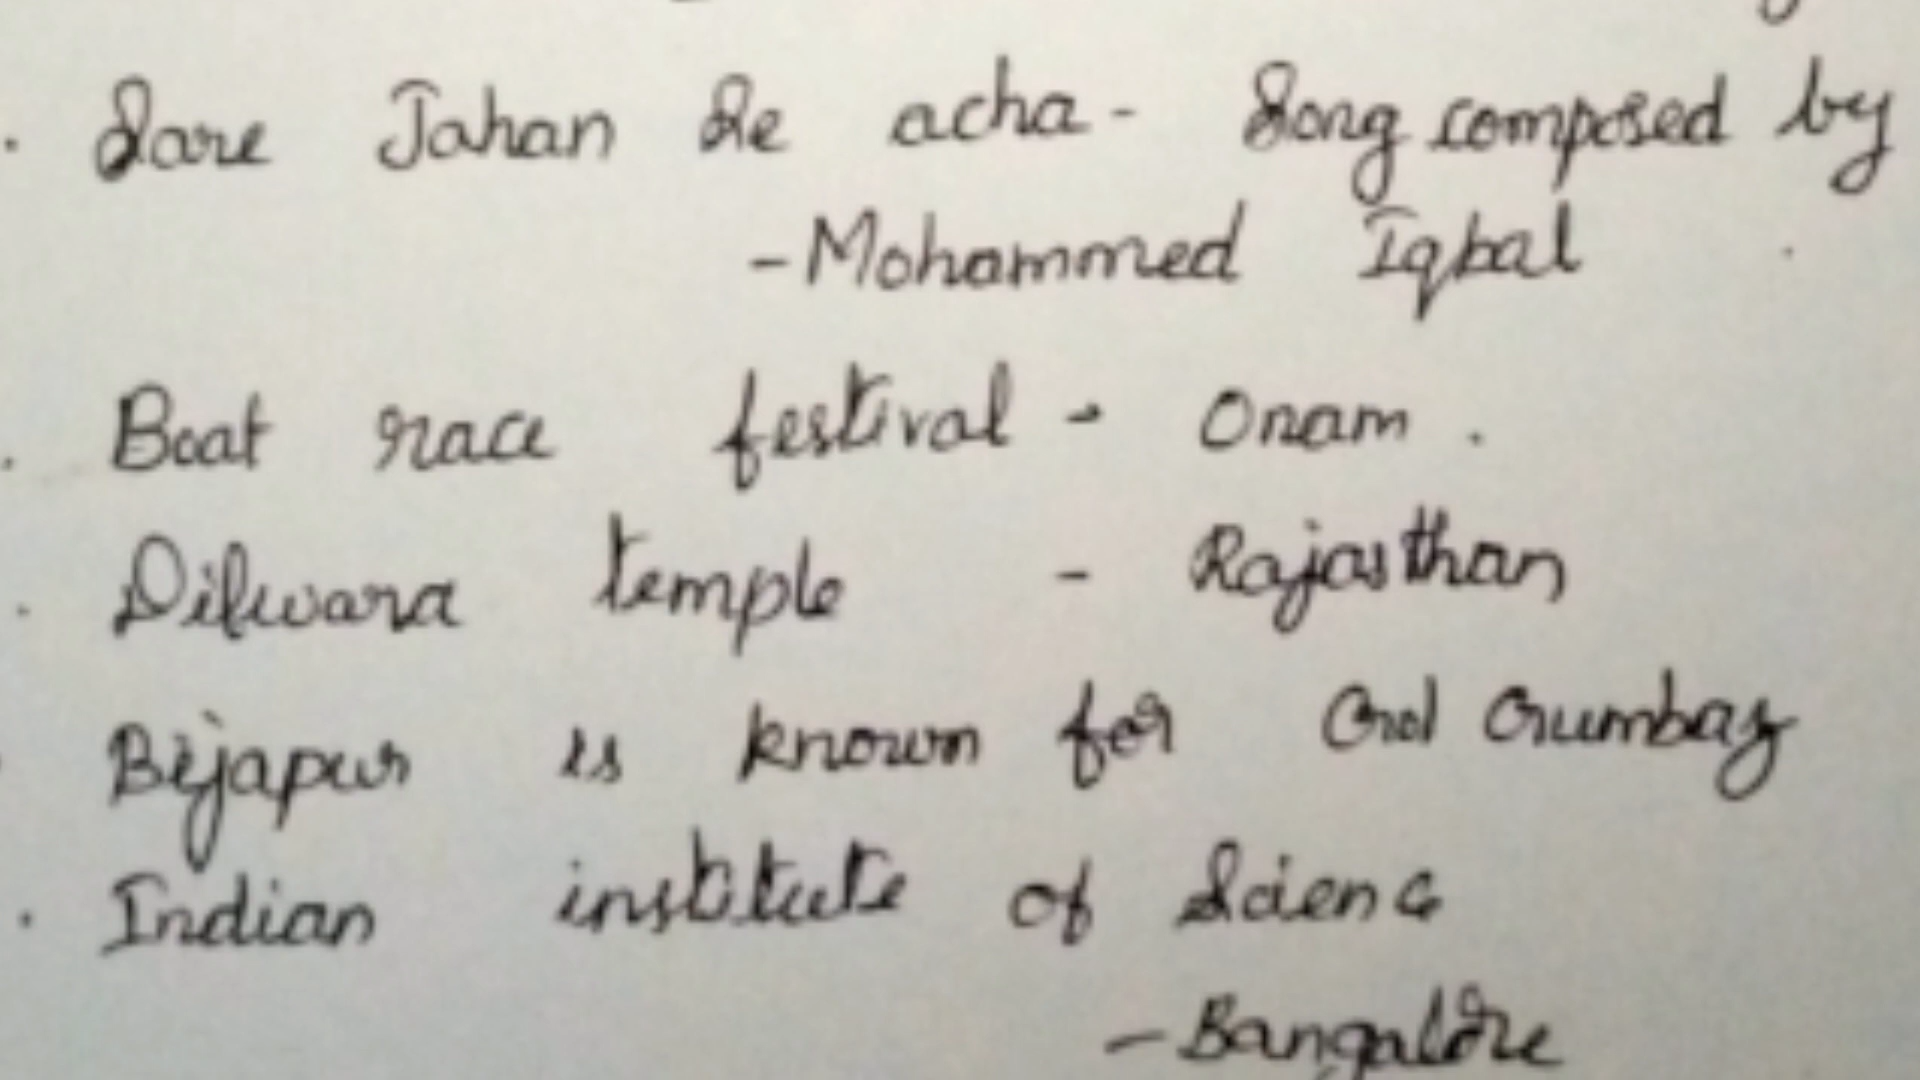 . Sare Jahan Se acha - Song composed by
- Mohammed Iqbal
. Boat race festival - Onam .
. Dilwara temple - Rajasthan
Bijapur is known for Gol Gumbaz
. Indian institute of Science
- Bangalore